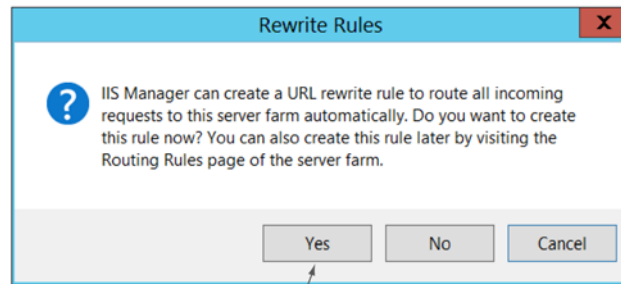 Rewrite Rules
X
IIS Manager can create a URL rewrite rule to route all incoming
requests to this server farm automatically. Do you want to create
this rule now? You can also create this rule later by visiting the
Routing Rules page of the server farm.
Yes No Cancel